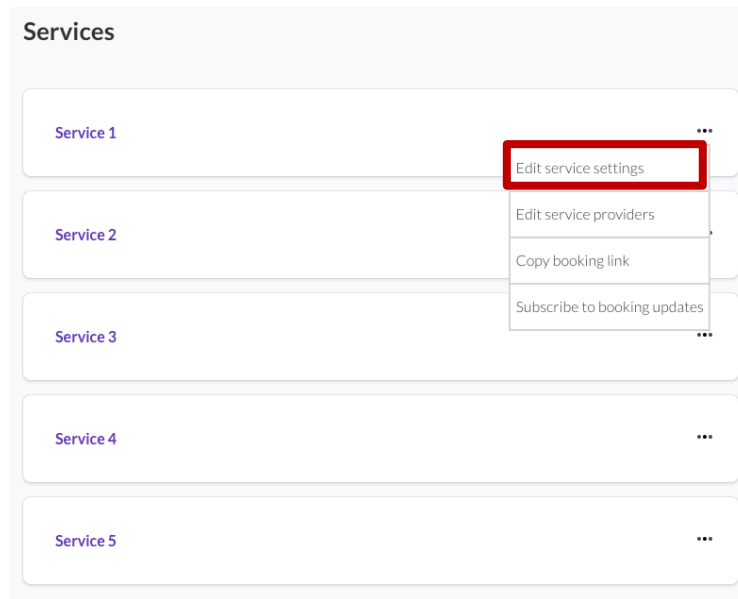 Services
Service 1
Edit service settings
Edit service providers
Service 2
Copy booking link
Subscribe to booking updates
Service 3
Service 4
Service 5